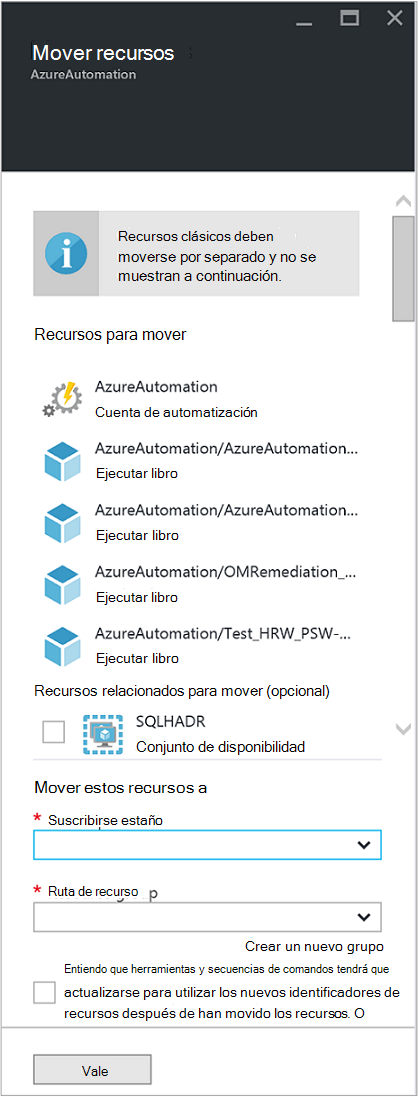 Mover recursos
AzureAutomation
Recursos clásicos deben
moverse por separado y no se
muestran a continuación.
Recursos para mover
AzureAutomation
Cuenta de automatización
AzureAutomation/AzureAutomation...
Ejecutar libro
AzureAutomation/AzureAutomation...
Ejecutar libro
AzureAutomation/OMRemediation_...
Ejecutar libro
AzureAutomation/Test_HRW_PSW-...
Ejecutar libro
Recursos relacionados para mover (opcional)
SQLHADR
Conjunto de disponibilidad
Mover estos recursos a
* Suscribirse estaño
* Ruta de recurso
Crear un nuevo grupo
Entiendo que herramientas y secuencias de comandos tendrá que
actualizarse para utilizar los nuevos identificadores de
recursos después de han movido los recursos. O
Vale